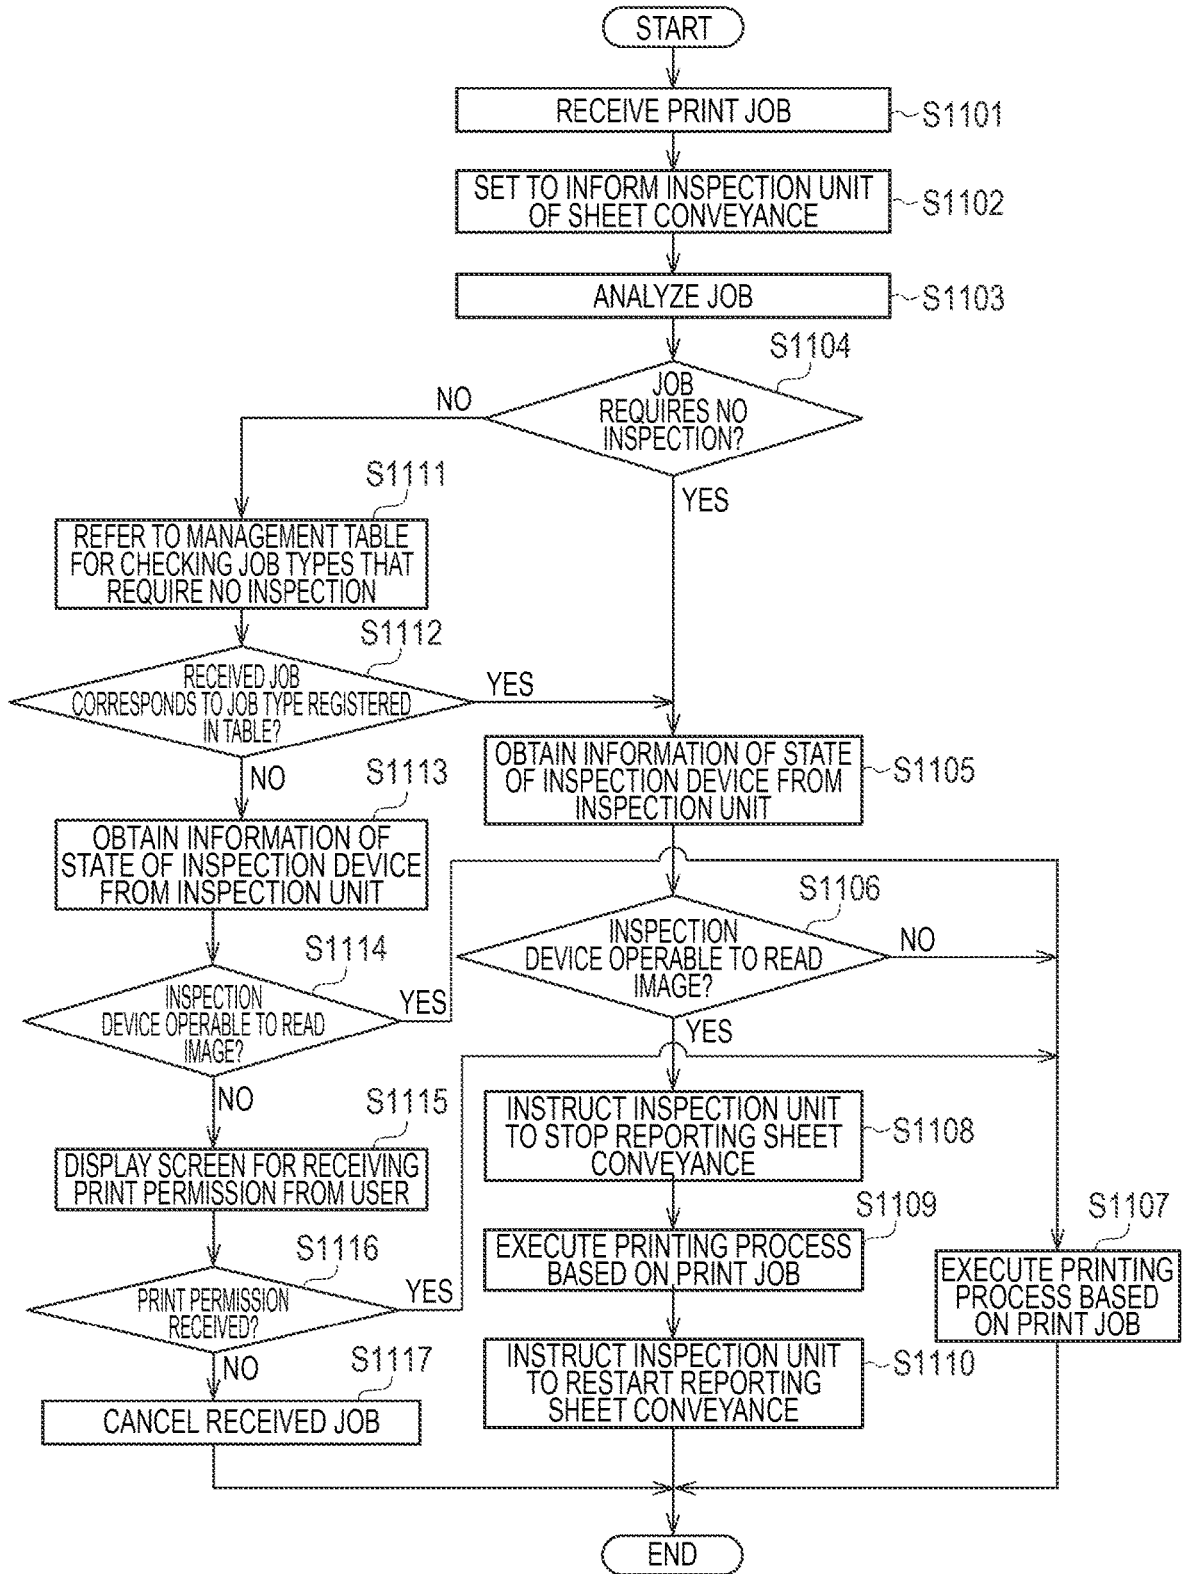 START
RECEIVE PRINT JOB
S1101
SET TO INFORM INSPECTION UNIT
OF SHEET CONVEYANCE
S1102
ANALYZE JOB
S1103
S1104
JOB
REQUIRES NO
INSPECTION?
NO
YES
S1111
REFER TO MANAGEMENT TABLE
FOR CHECKING JOB TYPES THAT
REQUIRE NO INSPECTION
S1112
RECEIVED JOB
CORRESPONDS TO JOB TYPE REGISTERED
IN TABLE?
YES
NO
OBTAIN INFORMATION OF STATE
OF INSPECTION DEVICE FROM
INSPECTION UNIT
S1105
S1113
OBTAIN INFORMATION OF
STATE OF INSPECTION DEVICE
FROM INSPECTION UNIT
S1106
INSPECTION
DEVICE OPERABLE TO READ
IMAGE?
NO
YES
S1114
INSPECTION
DEVICE OPERABLE TO READ
IMAGE?
YES
NO
INSTRUCT INSPECTION UNIT
TO STOP REPORTING SHEET
CONVEYANCE
S1108
S1115
DISPLAY SCREEN FOR RECEIVING
PRINT PERMISSION FROM USER
S1109
EXECUTE PRINTING PROCESS
BASED ON PRINT JOB
S1107
EXECUTE PRINTING
PROCESS BASED
ON PRINT JOB
S1116
PRINT PERMISSION
RECEIVED?
YES
NO
INSTRUCT INSPECTION UNIT
TO RESTART REPORTING
SHEET CONVEYANCE
S1110
S1117
CANCEL RECEIVED JOB
END